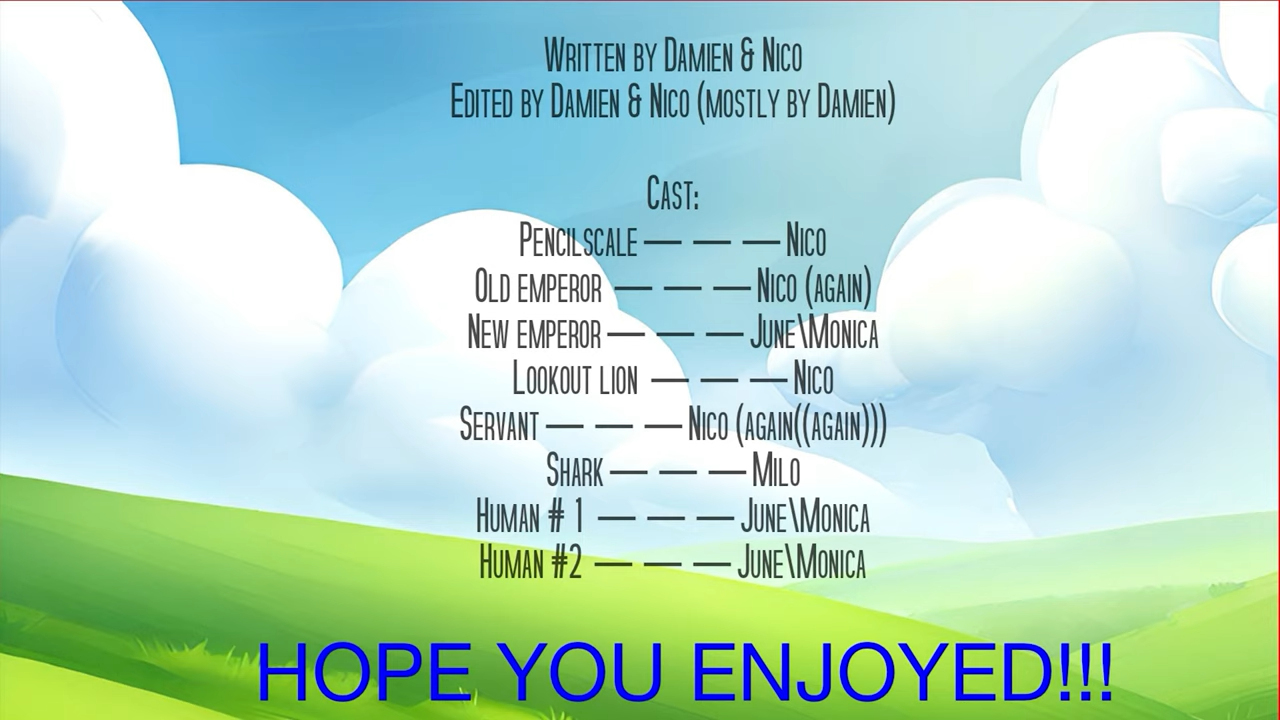 Written by Damien & Nico
Edited by Damien & Nico (mostly by Damien)
Cast:
Pencilscale — — — Nico
Old emperor — — — Nico (again)
New emperor — — — June\Monica
Lookout lion — — — Nico
Servant — — — Nico (again((again)))
Shark — — — Milo
Human # 1 — — — June\Monica
Human #2 — — — June\Monica
HOPE YOU ENJOYED!!!